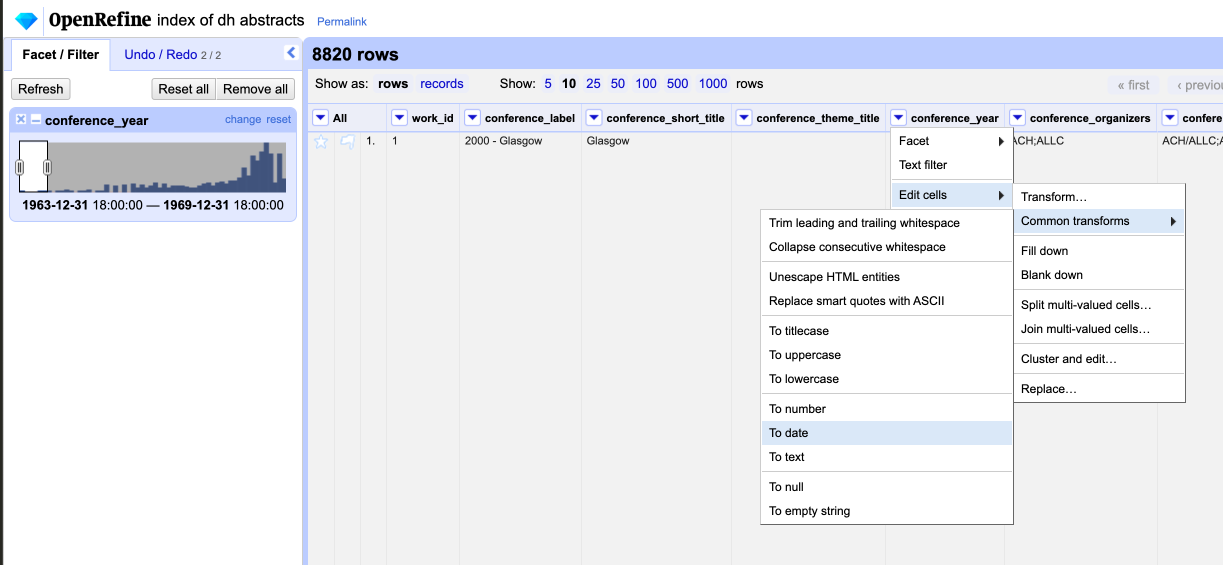 OpenRefine index of dh abstracts Permalink
Facet / Filter Undo / Redo 2 / 2
8820 rows
Refresh Reset all Remove all
Show as: rows records Show: 5 10 25 50 100 500 1000 rows « first ‹ previou
conference_year change reset
1963-12-31 18:00:00 — 1969-12-31 18:00:00
All work_id conference_label conference_short_title conference_theme_title conference_year conference_organizers confere
1. 1 2000 - Glasgow Glasgow ACH;ALLC ACH/ALLC;A
Facet
Text filter
Edit cells
Transform…
Common transforms
Fill down
Blank down
Split multi-valued cells…
Join multi-valued cells…
Cluster and edit…
Replace…
Trim leading and trailing whitespace
Collapse consecutive whitespace
Unescape HTML entities
Replace smart quotes with ASCII
To titlecase
To uppercase
To lowercase
To number
To date
To text
To null
To empty string